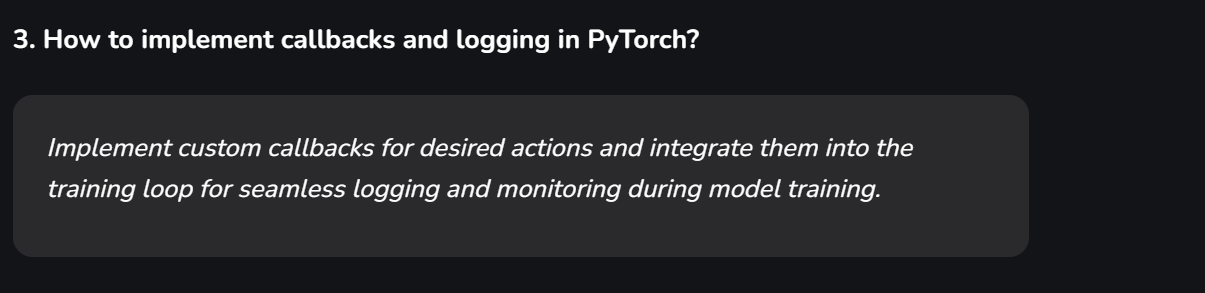 3. How to implement callbacks and logging in PyTorch?
Implement custom callbacks for desired actions and integrate them into the
training loop for seamless logging and monitoring during model training.